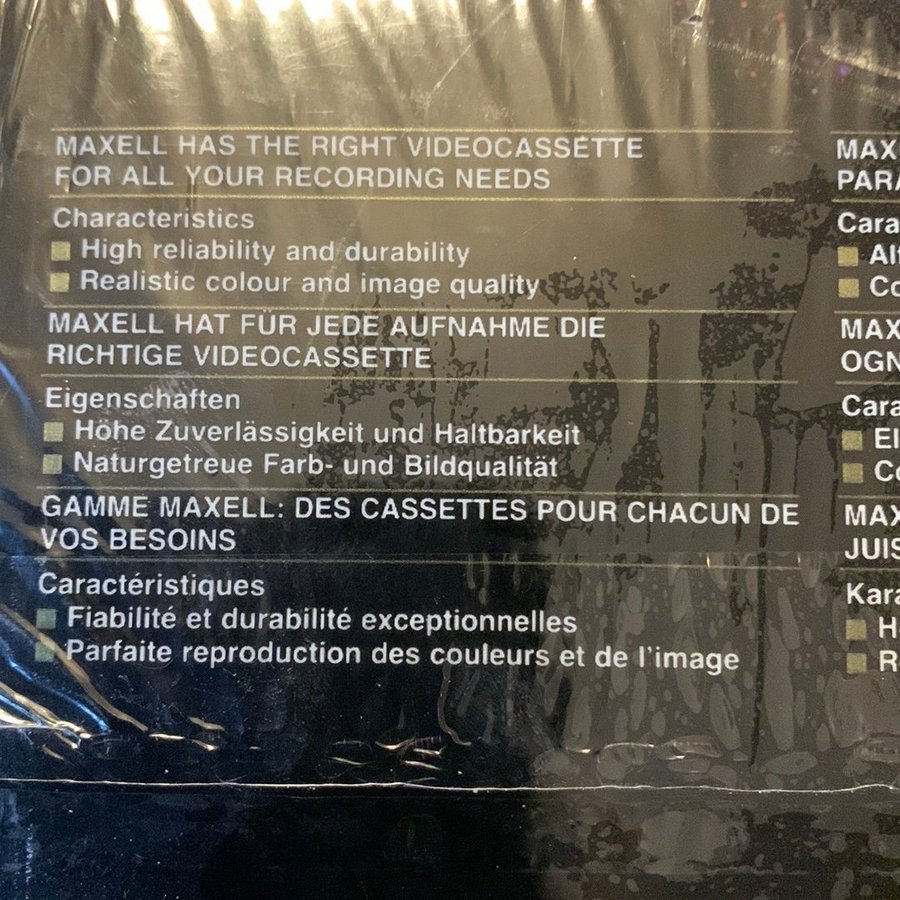 MAXELL HAS THE RIGHT VIDEOCASSETTE
FOR ALL YOUR RECORDING NEEDS
Characteristics
High reliability and durability
Realistic colour and image quality
MAXELL HAT FÜR JEDE AUFNAHME DIE
RICHTIGE VIDEOCASSETTE
Eigenschaften
Höhe Zuverlässigkeit und Haltbarkeit
Naturgetreue Farb- und Bildqualität
GAMME MAXELL: DES CASSETTES POUR CHACUN DE
VOS BESOINS
Caractéristiques
Fiabilité et durabilité exceptionnelles
Parfaite reproduction des couleurs et de l'image